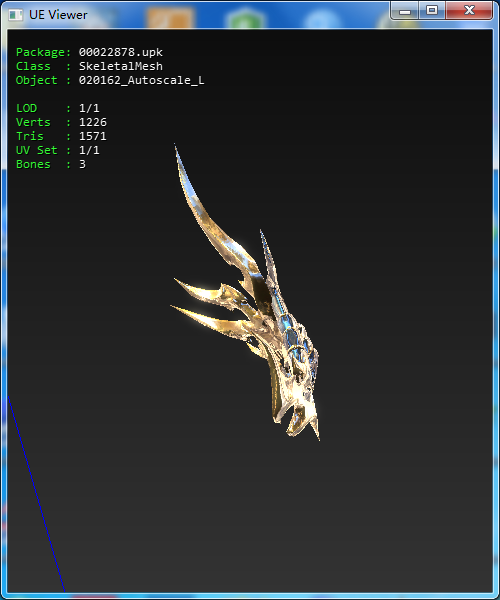 UE Viewer
Package: 00022878.upk
Class  : SkeletalMesh
Object : 020162_Autoscale_L
LOD    : 1/1
Verts  : 1226
Tris   : 1571
UV Set : 1/1
Bones  : 3